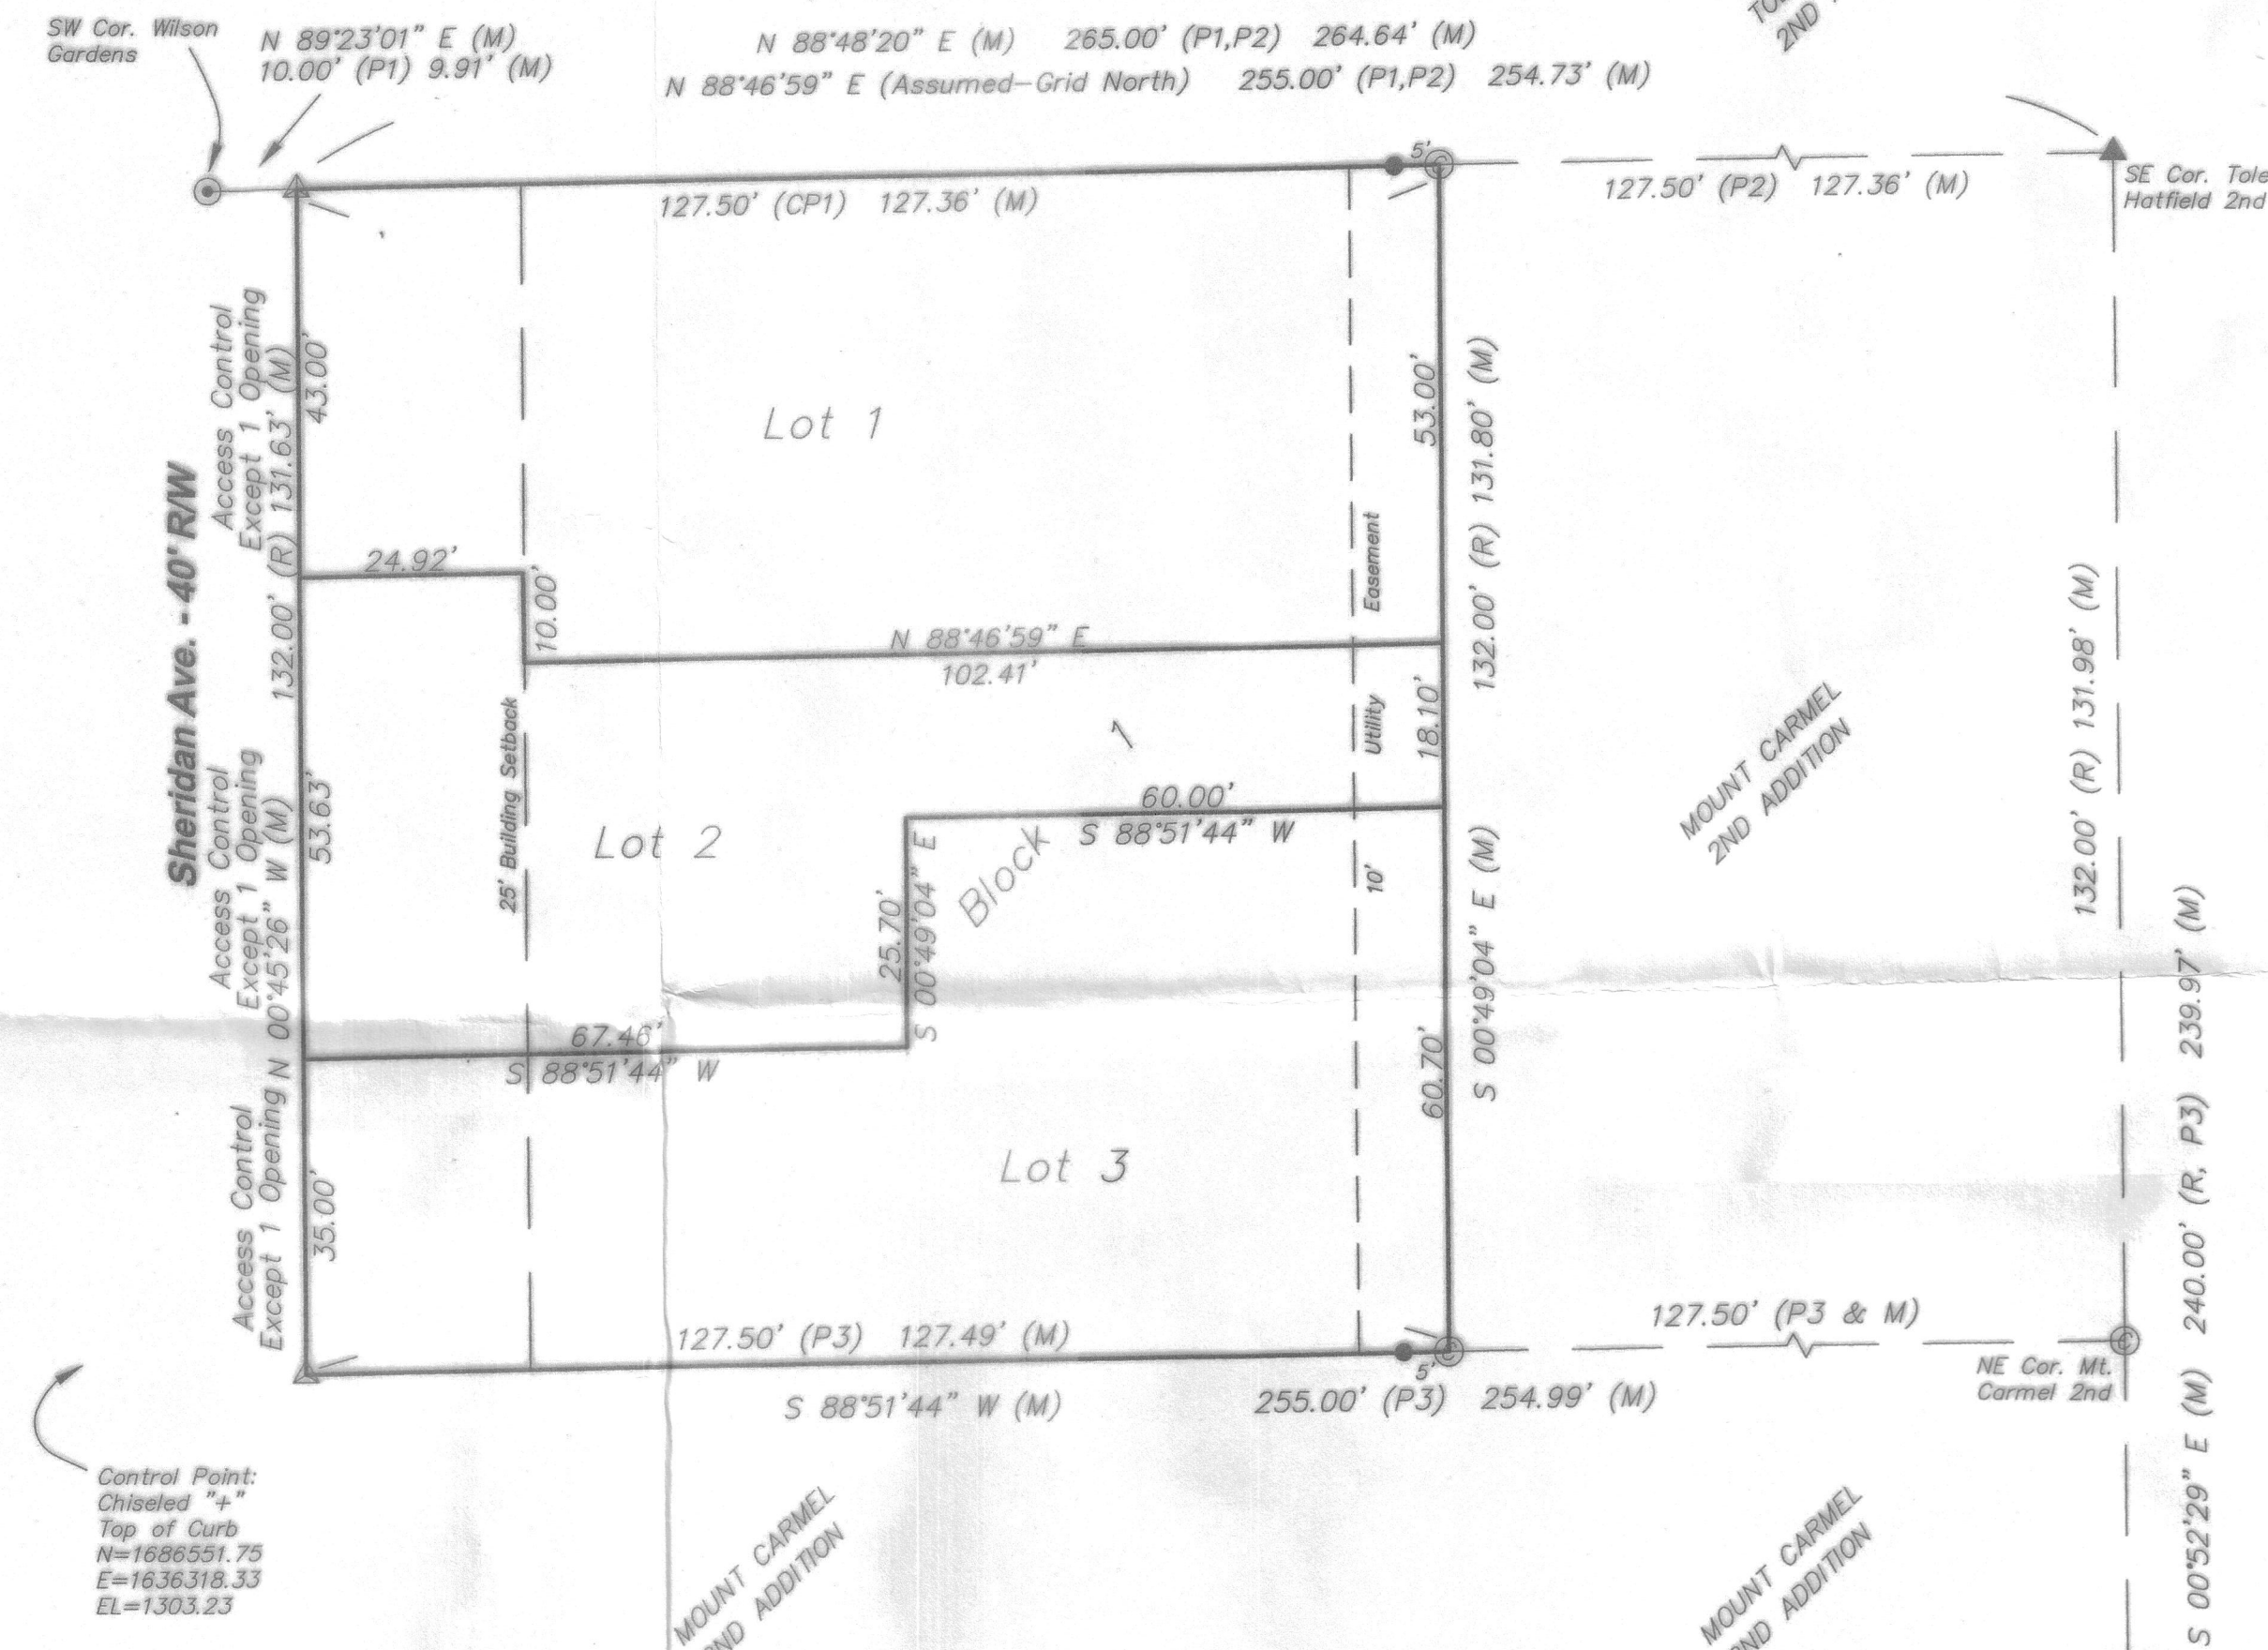 SW Cor. Wilson
Gardens
N 89°23'01" E (M)
10.00' (P1) 9.91' (M)
N 88°48'20" E (M) 265.00' (P1,P2) 264.64' (M)
N 88°46'59" E (Assumed-Grid North) 255.00' (P1,P2) 254.73' (M)
2ND
5'
127.50' (CP1) 127.36' (M)
127.50' (P2) 127.36' (M)
SE Cor. Tole
Hatfield 2nd
Sheridan Ave. - 40' R/W
Access Control
Except 1 Opening
132.00' (R) 131.63' (M)
43.00'
Lot 1
53.00'
132.00' (R) 131.80' (M)
24.92'
10.00'
Easement
N 88°46'59" E
102.41'
132.00' (R) 131.98' (M)
MOUNT CARMEL
2ND ADDITION
Access Control
Except 1 Opening
N 00°45'26" W (M)
53.63'
25' Building Setback
Lot 2
Block 1
Utility
10'
18.10'
60.00'
S 88°51'44" W
25.70'
S 00°49'04" E
S 00°49'04" E (M)
67.46'
S 88°51'44" W
60.70'
Access Control
Except 1 Opening
35.00'
Lot 3
240.00' (R, P3) 239.97' (M)
S 00°52'29" E (M)
127.50' (P3) 127.49' (M)
127.50' (P3 & M)
5'
S 88°51'44" W (M)
255.00' (P3) 254.99' (M)
NE Cor. Mt.
Carmel 2nd
Control Point:
Chiseled "+"
Top of Curb
N=1686551.75
E=1636318.33
EL=1303.23
MOUNT CARMEL
ND ADDITION
MOUNT CARMEL
ND ADDITION